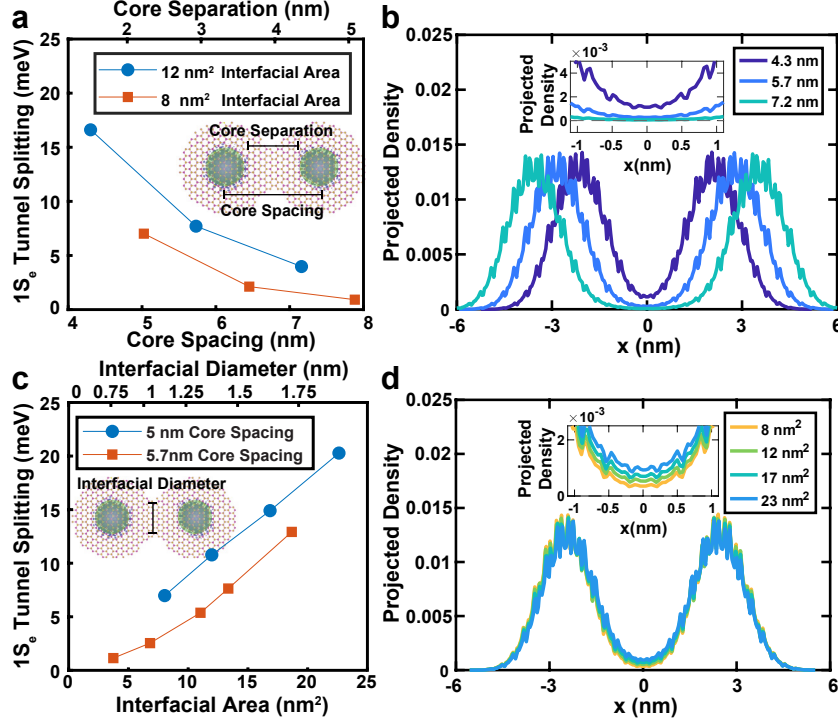 a
Core Separation (nm)
2 3 4 5
1Sₑ Tunnel Splitting (meV)
25
20
15
10
5
0
12 nm² Interfacial Area
8 nm² Interfacial Area
Core Separation
Core Spacing
4 5 6 7 8
Core Spacing (nm)
b
Projected Density
0.025
0.02
0.015
0.01
0.005
0
×10⁻³
Projected
Density
4
2
0
-1 -0.5 0 0.5 1
x(nm)
4.3 nm
5.7 nm
7.2 nm
-6 -3 0 3 6
x (nm)
c
Interfacial Diameter (nm)
0 0.75 1 1.25 1.5 1.75
1Sₑ Tunnel Splitting (meV)
25
20
15
10
5
0
5 nm Core Spacing
5.7nm Core Spacing
Interfacial Diameter
0 5 10 15 20 25
Interfacial Area (nm²)
d
Projected Density
0.025
0.02
0.015
0.01
0.005
0
×10⁻³
Projected
Density
2
0
-1 -0.5 0 0.5 1
x(nm)
8 nm²
12 nm²
17 nm²
23 nm²
-6 -3 0 3 6
x (nm)